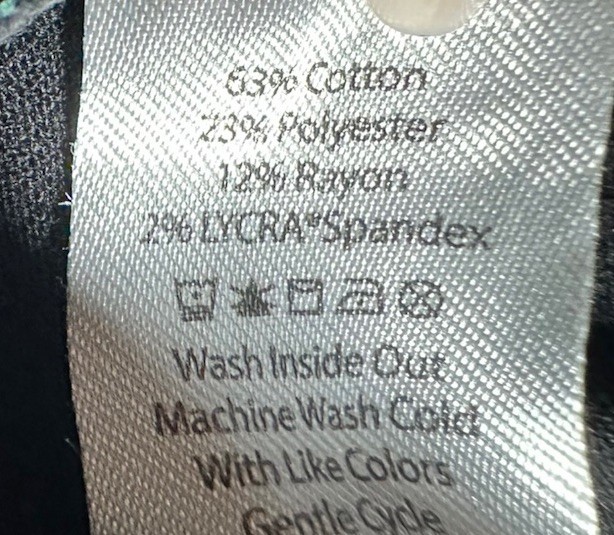 63% Cotton
23% Polyester
12% Rayon
2% LYCRA® Spandex
Wash Inside Out
Machine Wash Cold
With Like Colors
Gentle Cycle